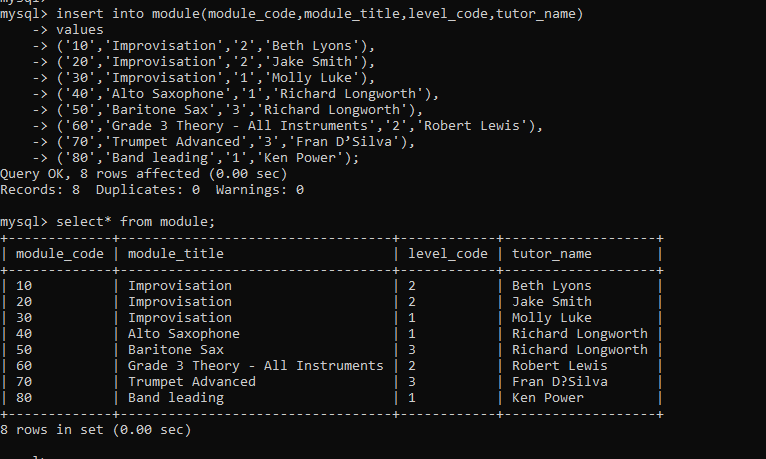 mysql> insert into module(module_code,module_title,level_code,tutor_name)
    -> values
    -> ('10','Improvisation','2','Beth Lyons'),
    -> ('20','Improvisation','2','Jake Smith'),
    -> ('30','Improvisation','1','Molly Luke'),
    -> ('40','Alto Saxophone','1','Richard Longworth'),
    -> ('50','Baritone Sax','3','Richard Longworth'),
    -> ('60','Grade 3 Theory - All Instruments','2','Robert Lewis'),
    -> ('70','Trumpet Advanced','3','Fran D’Silva'),
    -> ('80','Band leading','1','Ken Power');
Query OK, 8 rows affected (0.00 sec)
Records: 8  Duplicates: 0  Warnings: 0
mysql> select* from module;
+-------------+----------------------------------+------------+-------------------+
| module_code | module_title                     | level_code | tutor_name        |
+-------------+----------------------------------+------------+-------------------+
| 10          | Improvisation                    | 2          | Beth Lyons        |
| 20          | Improvisation                    | 2          | Jake Smith        |
| 30          | Improvisation                    | 1          | Molly Luke        |
| 40          | Alto Saxophone                   | 1          | Richard Longworth |
| 50          | Baritone Sax                     | 3          | Richard Longworth |
| 60          | Grade 3 Theory - All Instruments | 2          | Robert Lewis      |
| 70          | Trumpet Advanced                 | 3          | Fran D?Silva      |
| 80          | Band leading                     | 1          | Ken Power         |
+-------------+----------------------------------+------------+-------------------+
8 rows in set (0.00 sec)